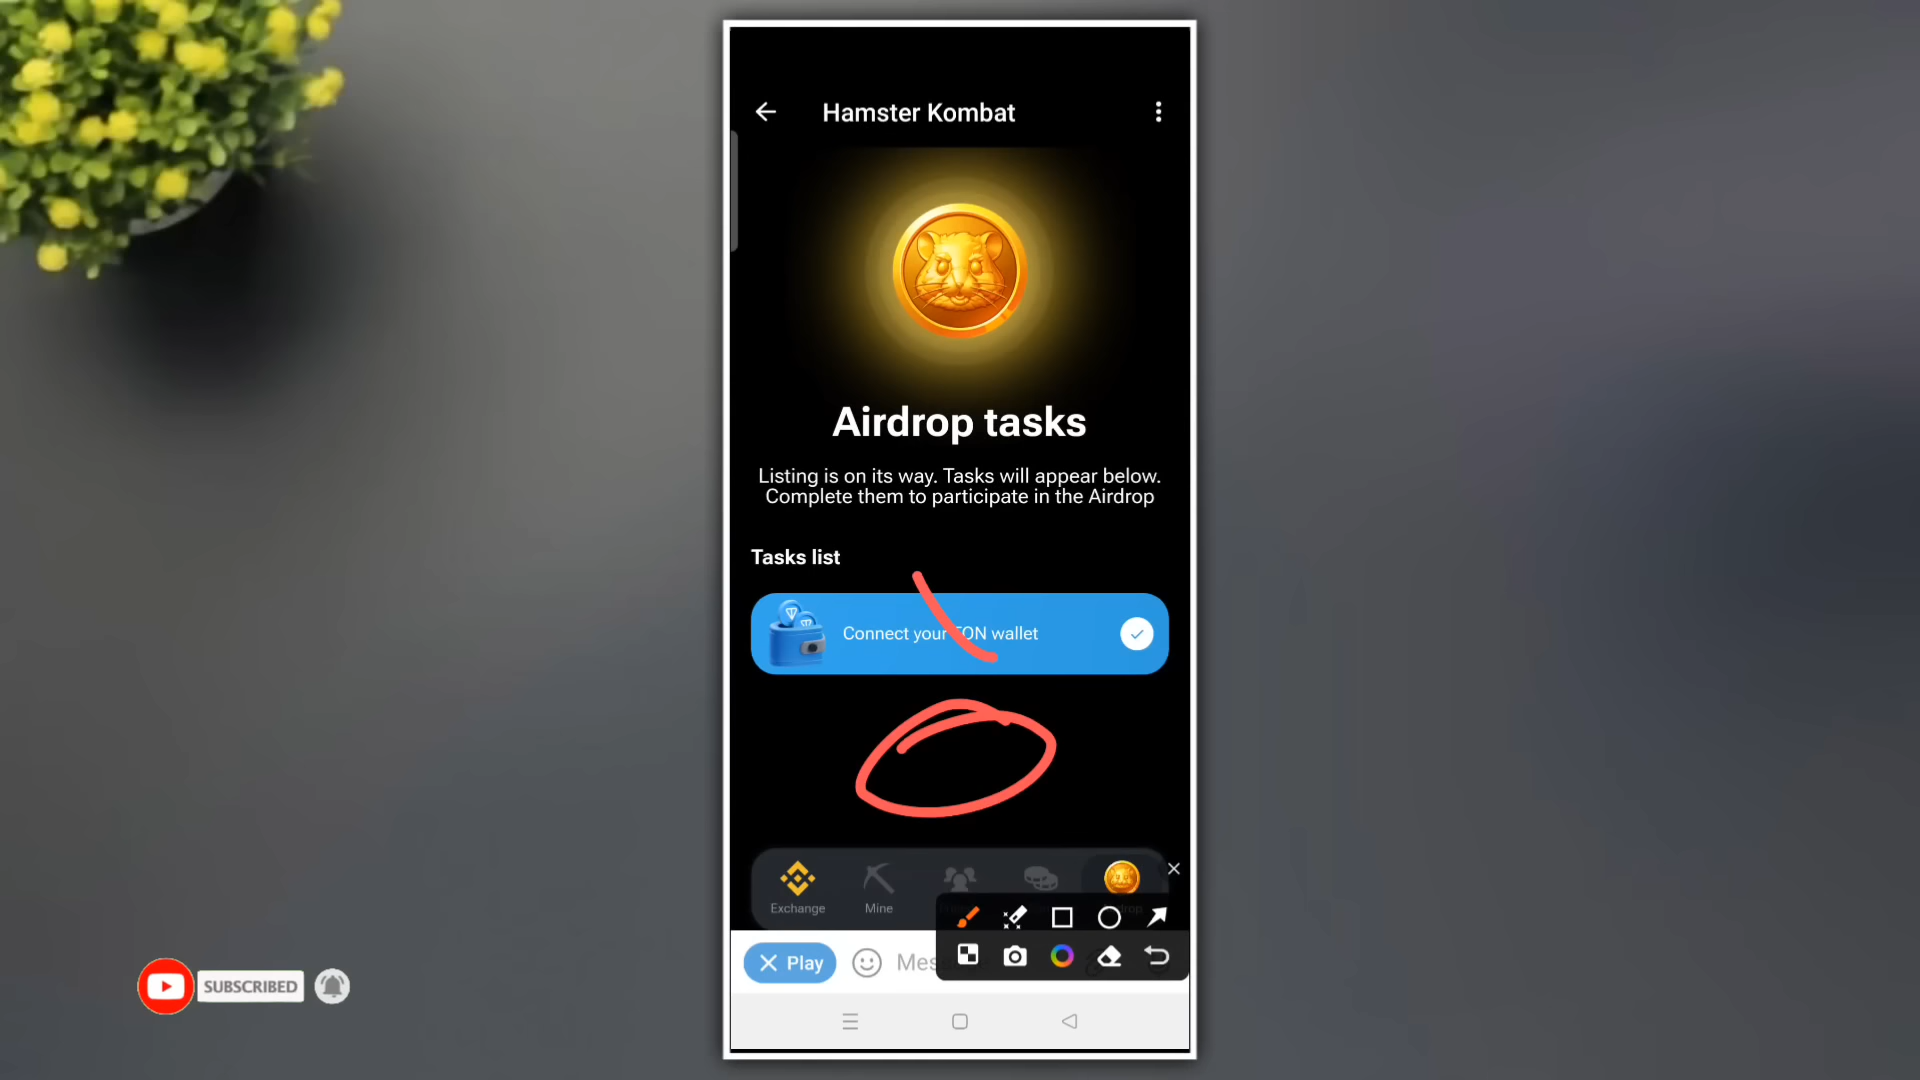 Hamster Kombat
Airdrop tasks
Listing is on its way. Tasks will appear below.
Complete them to participate in the Airdrop
Tasks list
Connect your TON wallet
Exchange
Mine
Play
SUBSCRIBED